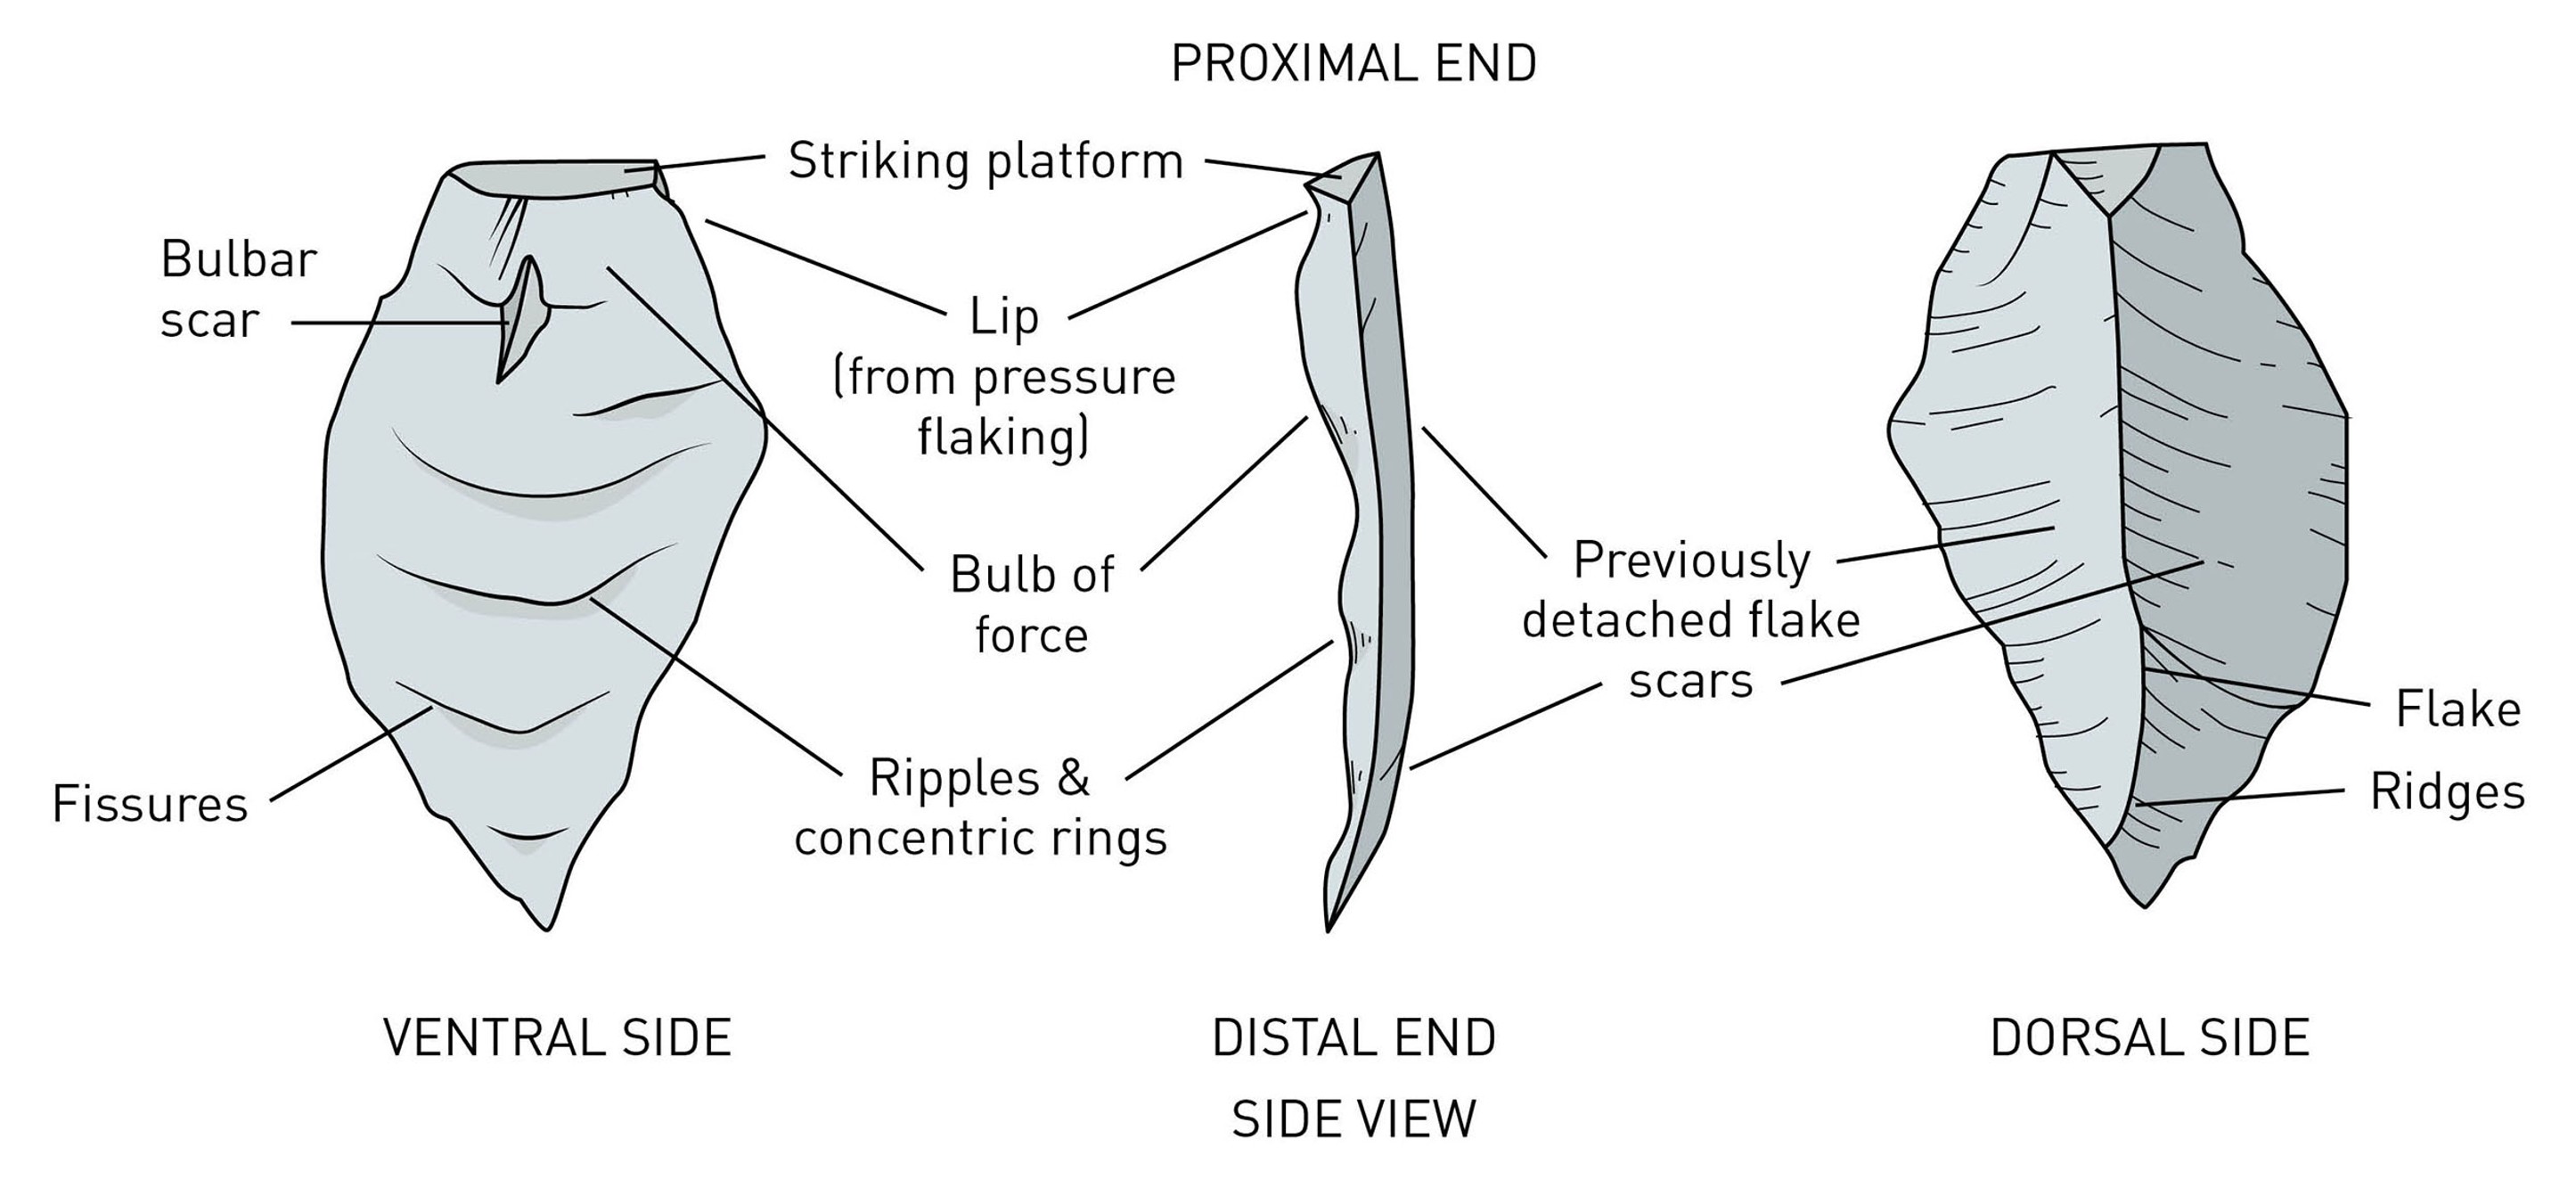 PROXIMAL END
Striking platform
Bulbar
scar
Lip
(from pressure
flaking)
Bulb of
force
Previously
detached flake
scars
Flake
Ridges
Ripples &
concentric rings
Fissures
VENTRAL SIDE
DISTAL END
SIDE VIEW
DORSAL SIDE